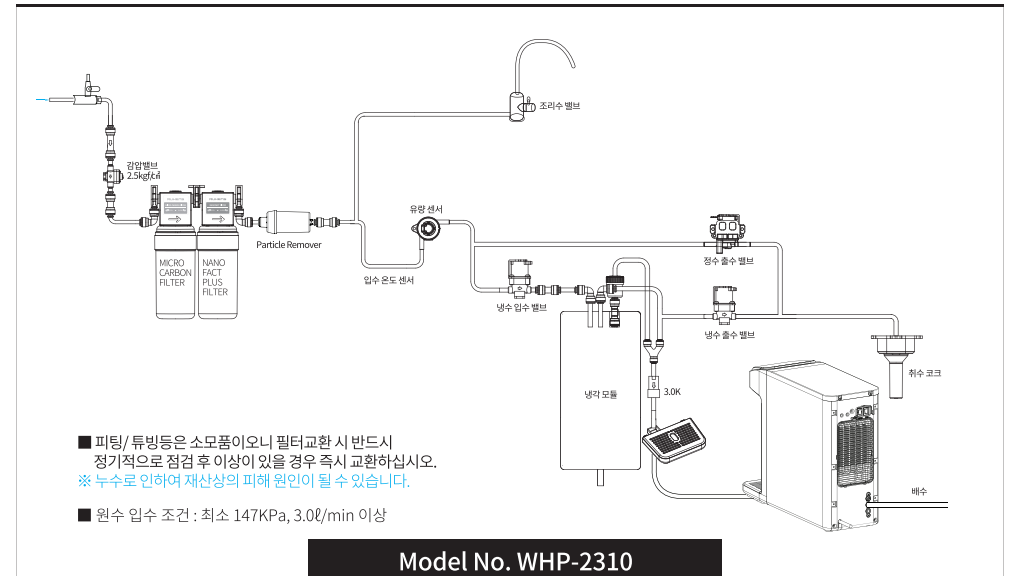 조리수 밸브
감압밸브
2.5kgf/㎠
유량 센서
Particle Remover
MICRO
CARBON
FILTER
NANO
FACT
PLUS
FILTER
입수 온도 센서
정수 출수 밸브
냉수 입수 밸브
냉수 출수 밸브
취수 코크
냉각 모듈
3.0K
배수
■ 피팅/ 튜빙등은 소모품이오니 필터교환 시 반드시
정기적으로 점검 후 이상이 있을 경우 즉시 교환하십시오.
※ 누수로 인하여 재산상의 피해 원인이 될 수 있습니다.
■ 원수 입수 조건 : 최소 147KPa, 3.0ℓ/min 이상
Model No. WHP-2310